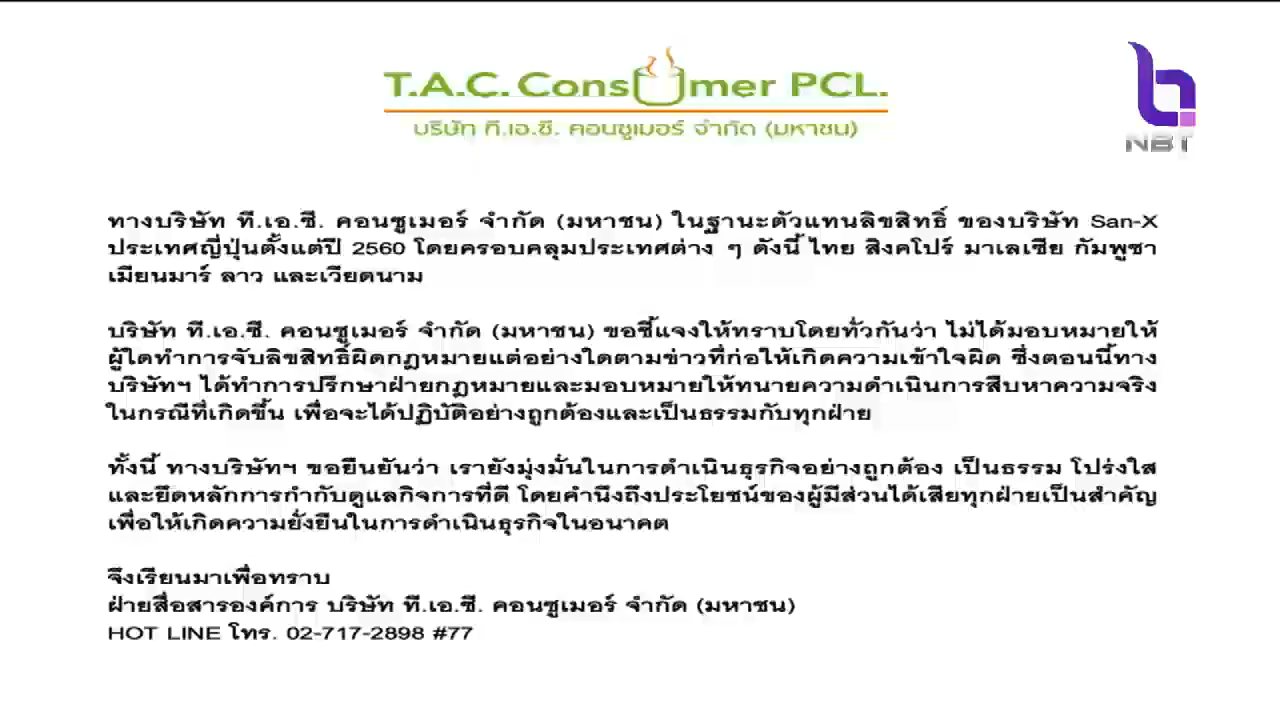 T.A.C. Consumer PCL.
บริษัท ที.เอ.ซี. คอนซูเมอร์ จำกัด (มหาชน)
NBT
ทางบริษัท ที.เอ.ซี. คอนซูเมอร์ จำกัด (มหาชน) ในฐานะตัวแทนลิขสิทธิ์ ของบริษัท San-X
ประเทศญี่ปุ่นตั้งแต่ปี 2560 โดยครอบคลุมประเทศต่าง ๆ ดังนี้ ไทย สิงคโปร์ มาเลเซีย กัมพูชา
เมียนมาร์ ลาว และเวียดนาม
บริษัท ที.เอ.ซี. คอนซูเมอร์ จำกัด (มหาชน) ขอชี้แจงให้ทราบโดยทั่วกันว่า ไม่ได้มอบหมายให้
ผู้ใดทำการจับลิขสิทธิ์ผิดกฎหมายแต่อย่างใดตามข่าวที่ก่อให้เกิดความเข้าใจผิด ซึ่งตอนนี้ทาง
บริษัทฯ ได้ทำการปรึกษาฝ่ายกฎหมายและมอบหมายให้ทนายความดำเนินการสืบหาความจริง
ในกรณีที่เกิดขึ้น เพื่อจะได้ปฏิบัติอย่างถูกต้องและเป็นธรรมกับทุกฝ่าย
ทั้งนี้ ทางบริษัทฯ ขอยืนยันว่า เรายังมุ่งมั่นในการดำเนินธุรกิจอย่างถูกต้อง เป็นธรรม โปร่งใส
และยึดหลักการกำกับดูแลกิจการที่ดี โดยคำนึงถึงประโยชน์ของผู้มีส่วนได้เสียทุกฝ่ายเป็นสำคัญ
เพื่อให้เกิดความยั่งยืนในการดำเนินธุรกิจในอนาคต
จึงเรียนมาเพื่อทราบ
ฝ่ายสื่อสารองค์การ บริษัท ที.เอ.ซี. คอนซูเมอร์ จำกัด (มหาชน)
HOT LINE โทร. 02-717-2898 #77